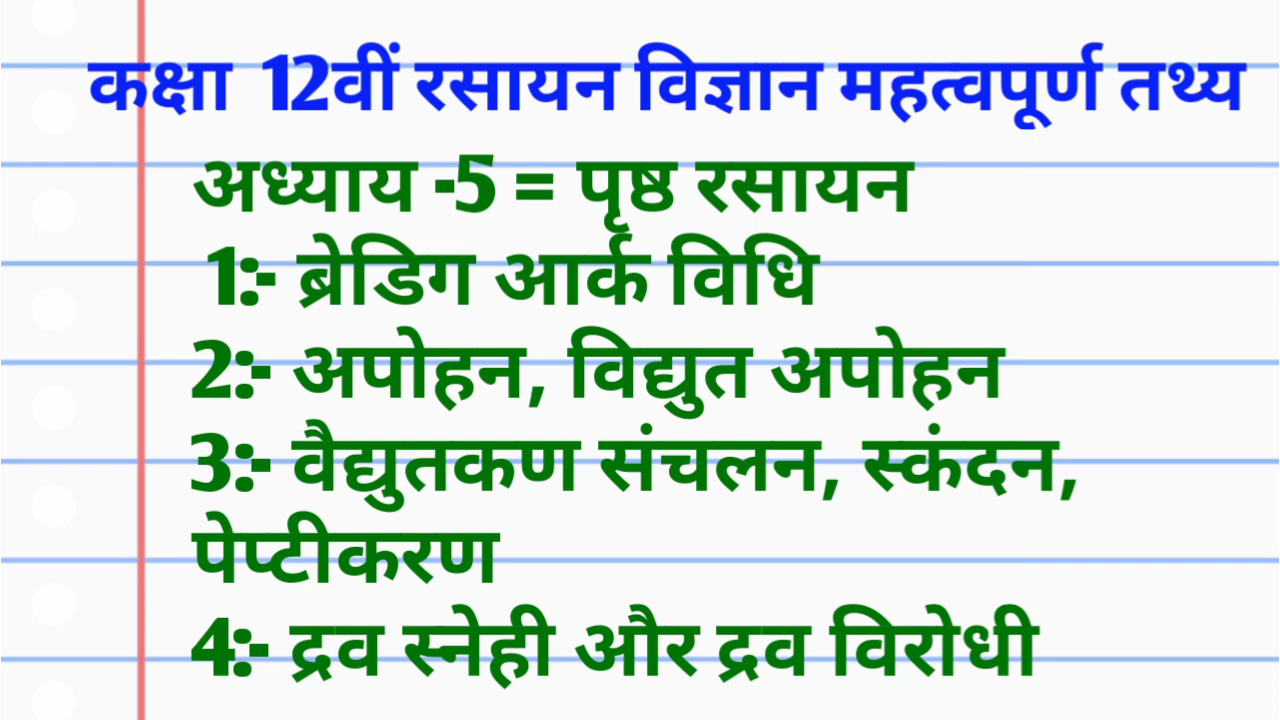 कक्षा 12वीं रसायन विज्ञान महत्वपूर्ण तथ्य
अध्याय -5 = पृष्ठ रसायन
1:- ब्रेडिग आर्क विधि
2:- अपोहन, विद्युत अपोहन
3:- वैद्युतकण संचलन, स्कंदन,
पेप्टीकरण
4:- द्रव स्नेही और द्रव विरोधी